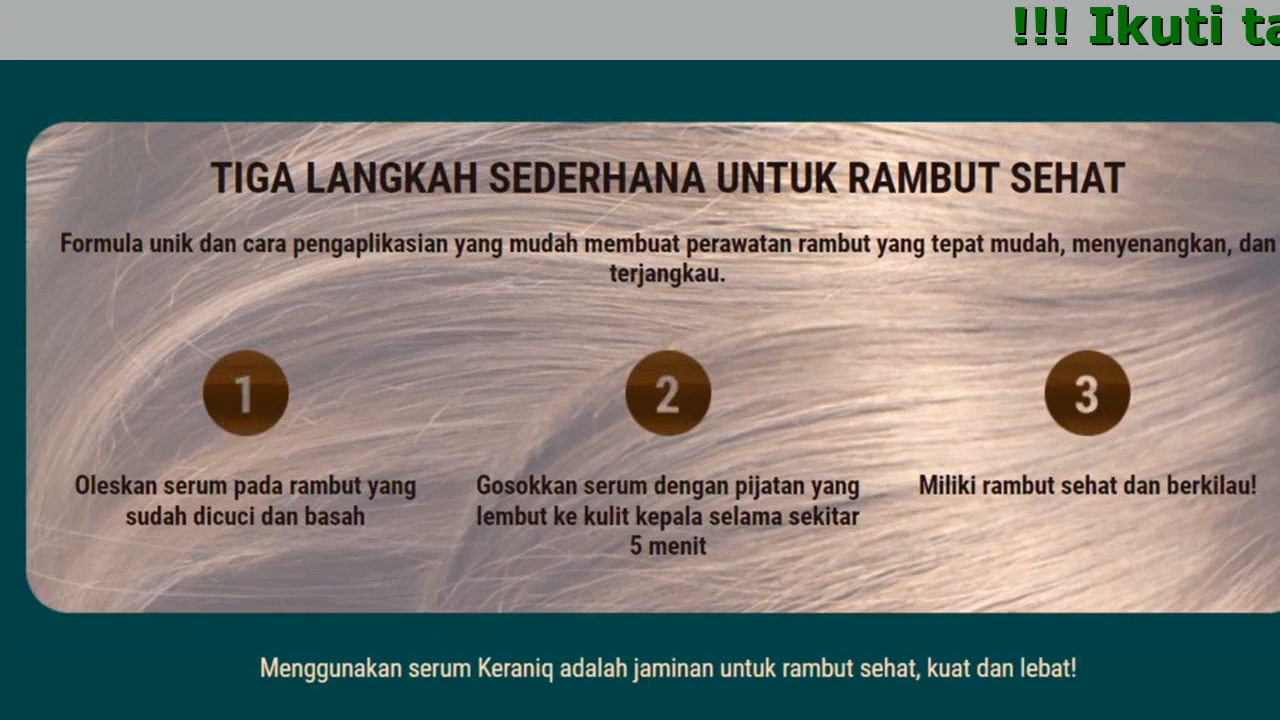 !!! Ikuti
TIGA LANGKAH SEDERHANA UNTUK RAMBUT SEHAT
Formula unik dan cara pengaplikasian yang mudah membuat perawatan rambut yang tepat mudah, menyenangkan, dan
terjangkau.
1
2
3
Oleskan serum pada rambut yang
sudah dicuci dan basah
Gosokkan serum dengan pijatan yang
lembut ke kulit kepala selama sekitar
5 menit
Miliki rambut sehat dan berkilau!
Menggunakan serum Keraniq adalah jaminan untuk rambut sehat, kuat dan lebat!